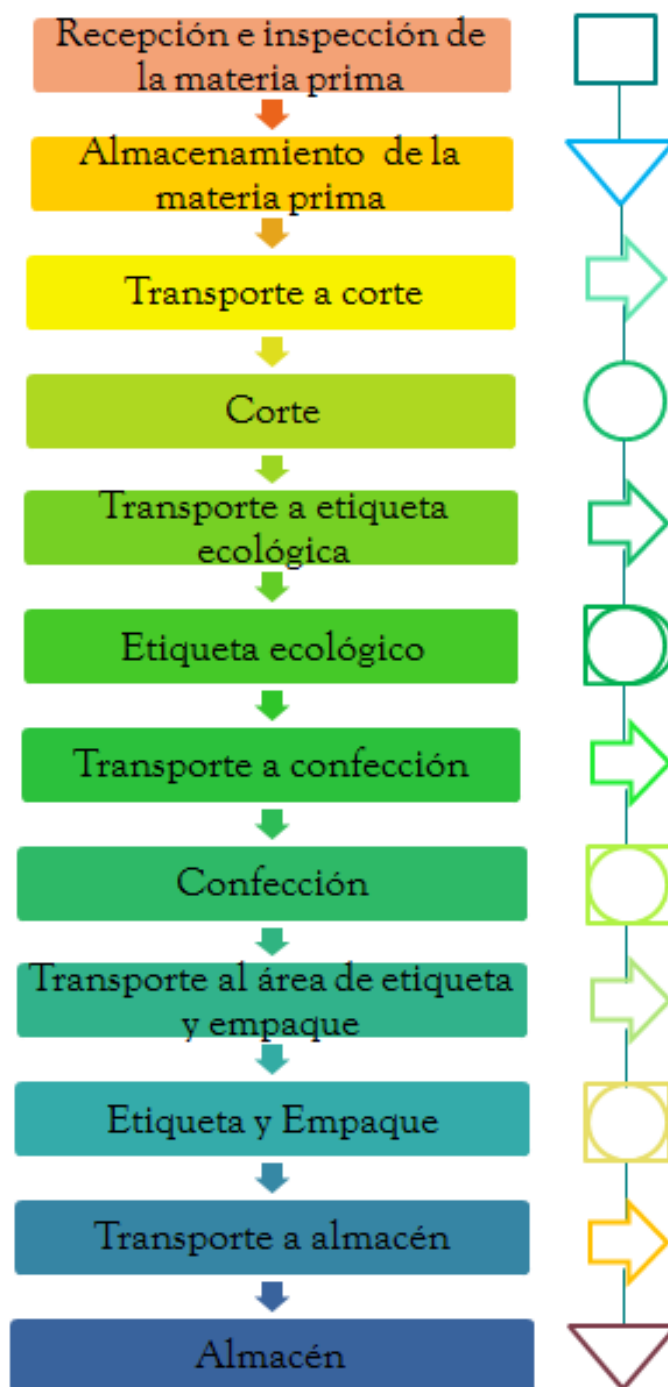 Recepción e inspección de
la materia prima
Almacenamiento de la
materia prima
Transporte a corte
Corte
Transporte a etiqueta
ecológica
Etiqueta ecológico
Transporte a confección
Confección
Transporte al área de etiqueta
y empaque
Etiqueta y Empaque
Transporte a almacén
Almacén